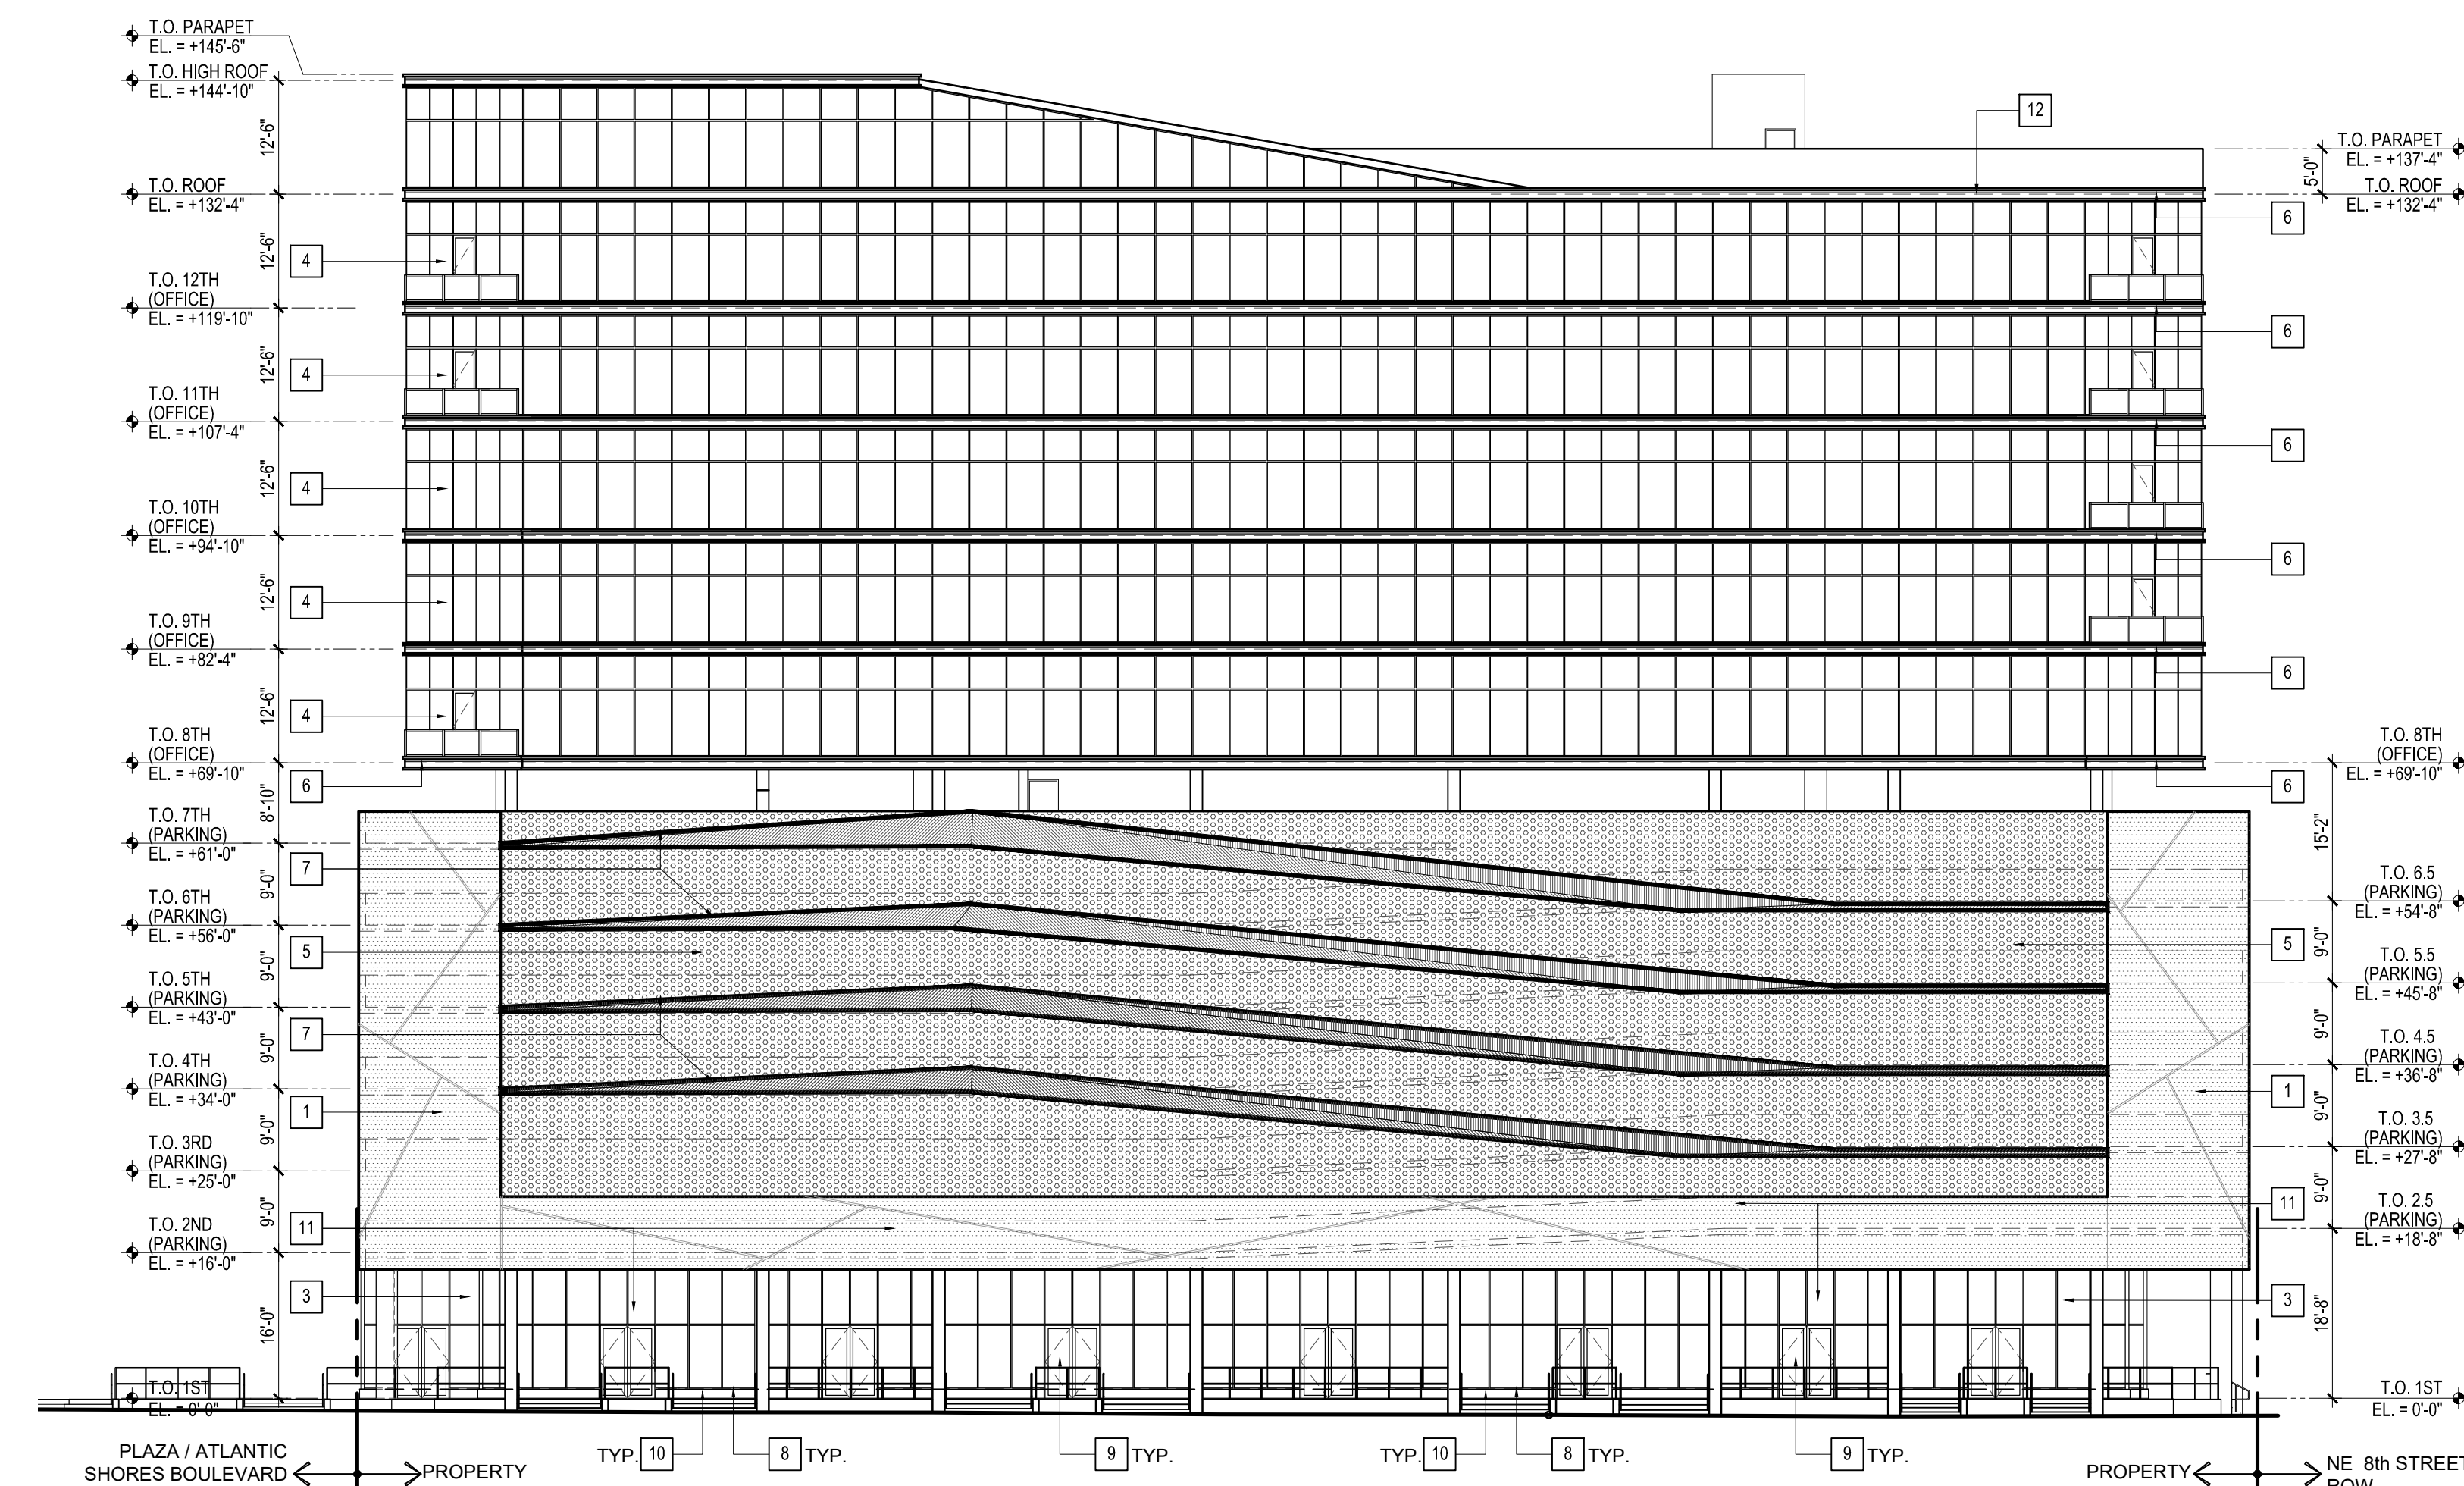 T.O. PARAPET
EL. = +145'-6"
T.O. HIGH ROOF
EL. = +144'-10"
12'-6"
T.O. ROOF
EL. = +132'-4"
12'-6"
4
T.O. 12TH
(OFFICE)
EL. = +119'-10"
12'-6"
4
T.O. 11TH
(OFFICE)
EL. = +107'-4"
12'-6"
4
T.O. 10TH
(OFFICE)
EL. = +94'-10"
12'-6"
4
T.O. 9TH
(OFFICE)
EL. = +82'-4"
12'-6"
4
T.O. 8TH
(OFFICE)
EL. = +69'-10"
6
8'-10"
T.O. 7TH
(PARKING)
EL. = +61'-0"
7
9'-0"
T.O. 6TH
(PARKING)
EL. = +56'-0"
5
9'-0"
T.O. 5TH
(PARKING)
EL. = +43'-0"
7
9'-0"
T.O. 4TH
(PARKING)
EL. = +34'-0"
1
9'-0"
T.O. 3RD
(PARKING)
EL. = +25'-0"
9'-0"
11
T.O. 2ND
(PARKING)
EL. = +16'-0"
3
16'-0"
T.O. 1ST
EL. = 0'-0"
12
T.O. PARAPET
EL. = +137'-4"
5'-0"
T.O. ROOF
EL. = +132'-4"
6
6
6
6
6
T.O. 8TH
(OFFICE)
EL. = +69'-10"
6
15'-2"
T.O. 6.5
(PARKING)
EL. = +54'-8"
5
9'-0"
T.O. 5.5
(PARKING)
EL. = +45'-8"
9'-0"
T.O. 4.5
(PARKING)
EL. = +36'-8"
1
9'-0"
T.O. 3.5
(PARKING)
EL. = +27'-8"
9'-0"
11
T.O. 2.5
(PARKING)
EL. = +18'-8"
3
18'-8"
T.O. 1ST
EL. = 0'-0"
TYP. 10
8 TYP.
9 TYP.
TYP. 10
8 TYP.
9 TYP.
PLAZA / ATLANTIC
SHORES BOULEVARD
PROPERTY
PROPERTY
NE 8th STREET
ROW